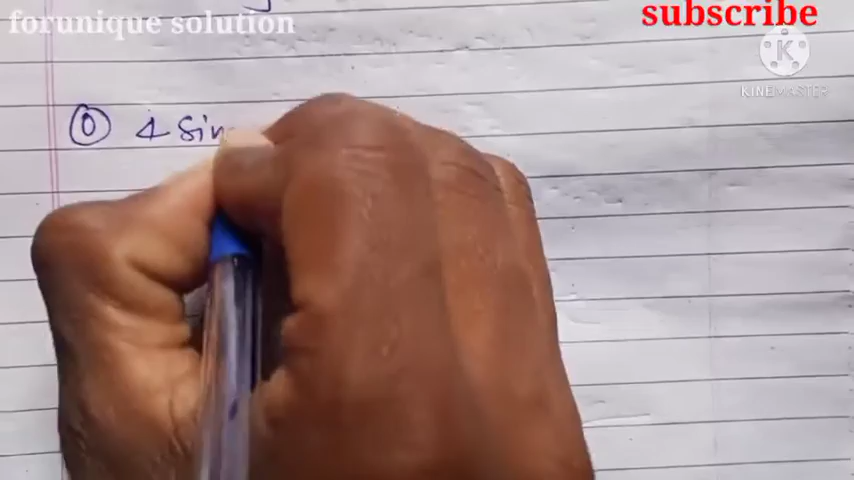 forunique solution
subscribe
K
KINEMASTER
0 4 sin